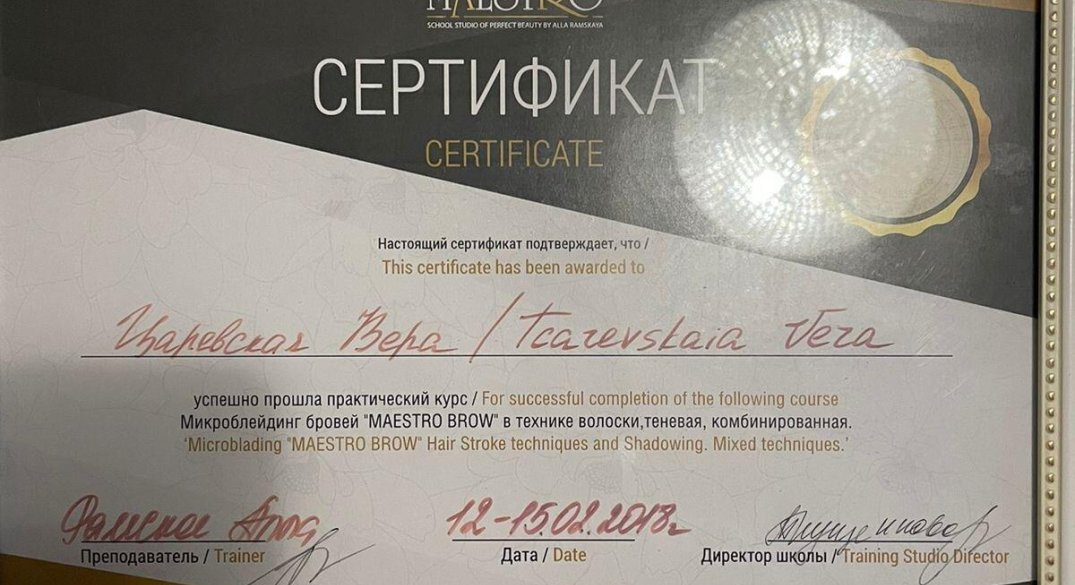 MAESTRO
SCHOOL STUDIO OF PERFECT BEAUTY BY ALLA RAMSKAYA
СЕРТИФИКАТ
CERTIFICATE
Настоящий сертификат подтверждает, что /
This certificate has been awarded to
Царевская Вера / Tcarevskaia Vera
успешно прошла практический курс / For successful completion of the following course
Микроблейдинг бровей "MAESTRO BROW" в технике волоски,теневая, комбинированная.
'Microblading "MAESTRO BROW" Hair Stroke techniques and Shadowing. Mixed techniques.'
12-15.02.2018г
Преподаватель / Trainer Дата / Date Директор школы / Training Studio Director